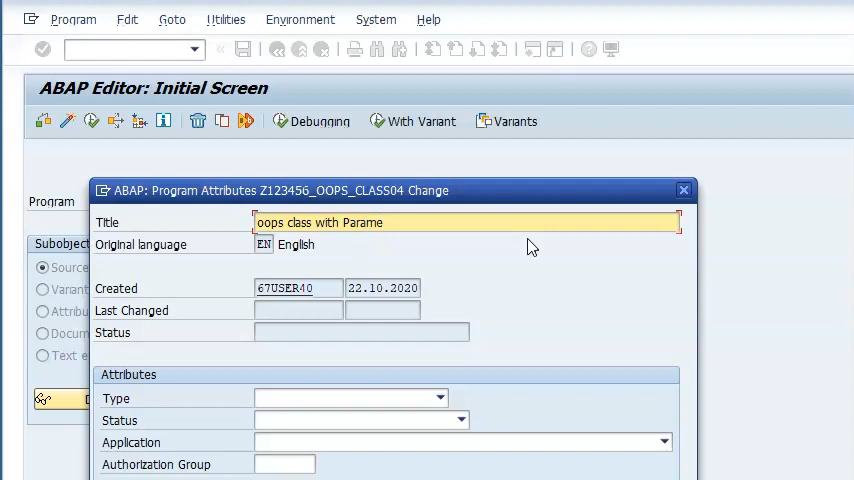 Program Edit Goto Utilities Environment System Help
ABAP Editor: Initial Screen
Debugging With Variant Variants
Program
ABAP: Program Attributes Z123456_OOPS_CLASS04 Change
Title oops class with Parame
Original language EN English
Subobjec
Source
Created 67USER40 22.10.2020
Variant
Last Changed
Attribu
Status
Docum
Text e
Attributes
Type
Status
Application
Authorization Group